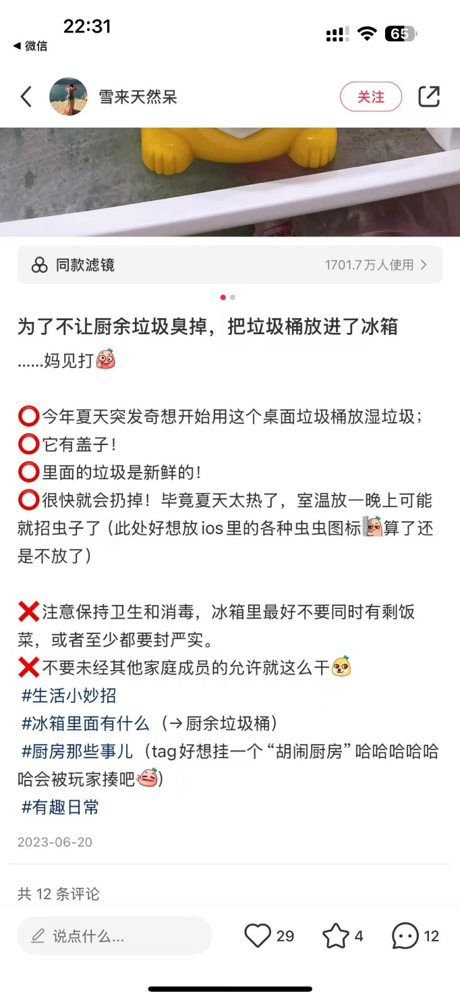 22:31
65
◀ 微信
雪来天然呆
关注
同款滤镜
1701.7万人使用
为了不让厨余垃圾臭掉，把垃圾桶放进了冰箱
……妈见打
⭕今年夏天突发奇想开始用这个桌面垃圾桶放湿垃圾；
⭕它有盖子！
⭕里面的垃圾是新鲜的！
⭕很快就会扔掉！毕竟夏天太热了，室温放一晚上可能
就招虫子了（此处好想放ios里的各种虫虫图标算了还
是不放了）
❌注意保持卫生和消毒，冰箱里最好不要同时有剩饭
菜，或者至少都要封严实。
❌不要未经其他家庭成员的允许就这么干
#生活小妙招
#冰箱里面有什么（→厨余垃圾桶）
#厨房那些事儿（tag好想挂一个“胡闹厨房”哈哈哈哈哈
哈会被玩家揍吧）
#有趣日常
2023-06-20
共 12 条评论
说点什么...
29
4
12